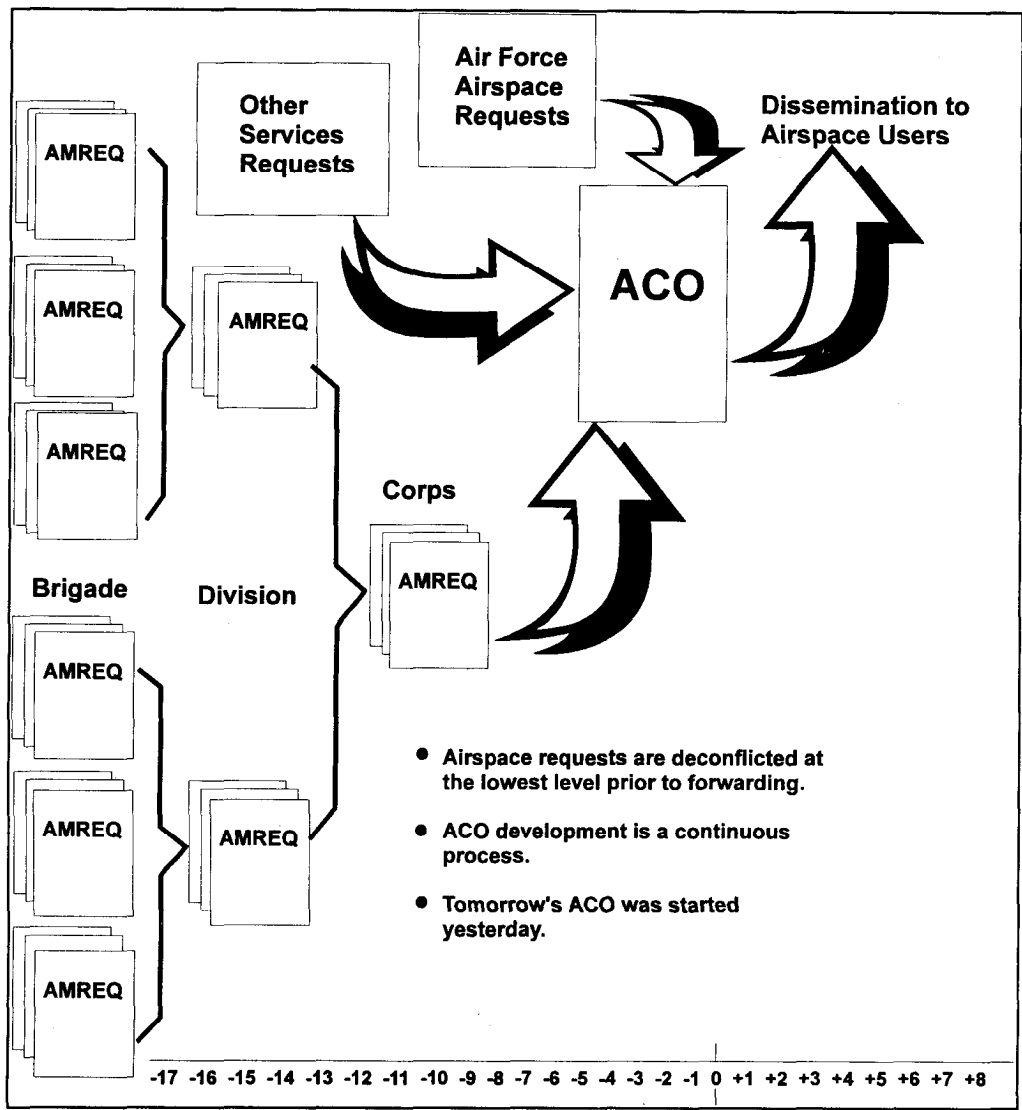 Air Force
Airspace
Requests
Other
Services
Requests
Dissemination to
Airspace Users
AMREQ
AMREQ
AMREQ
AMREQ
ACO
Corps
AMREQ
Brigade
Division
AMREQ
AMREQ
AMREQ
AMREQ
• Airspace requests are deconflicted at
the lowest level prior to forwarding.
• ACO development is a continuous
process.
• Tomorrow's ACO was started
yesterday.
-17 -16 -15 -14 -13 -12 -11 -10 -9 -8 -7 -6 -5 -4 -3 -2 -1 0 +1 +2 +3 +4 +5 +6 +7 +8